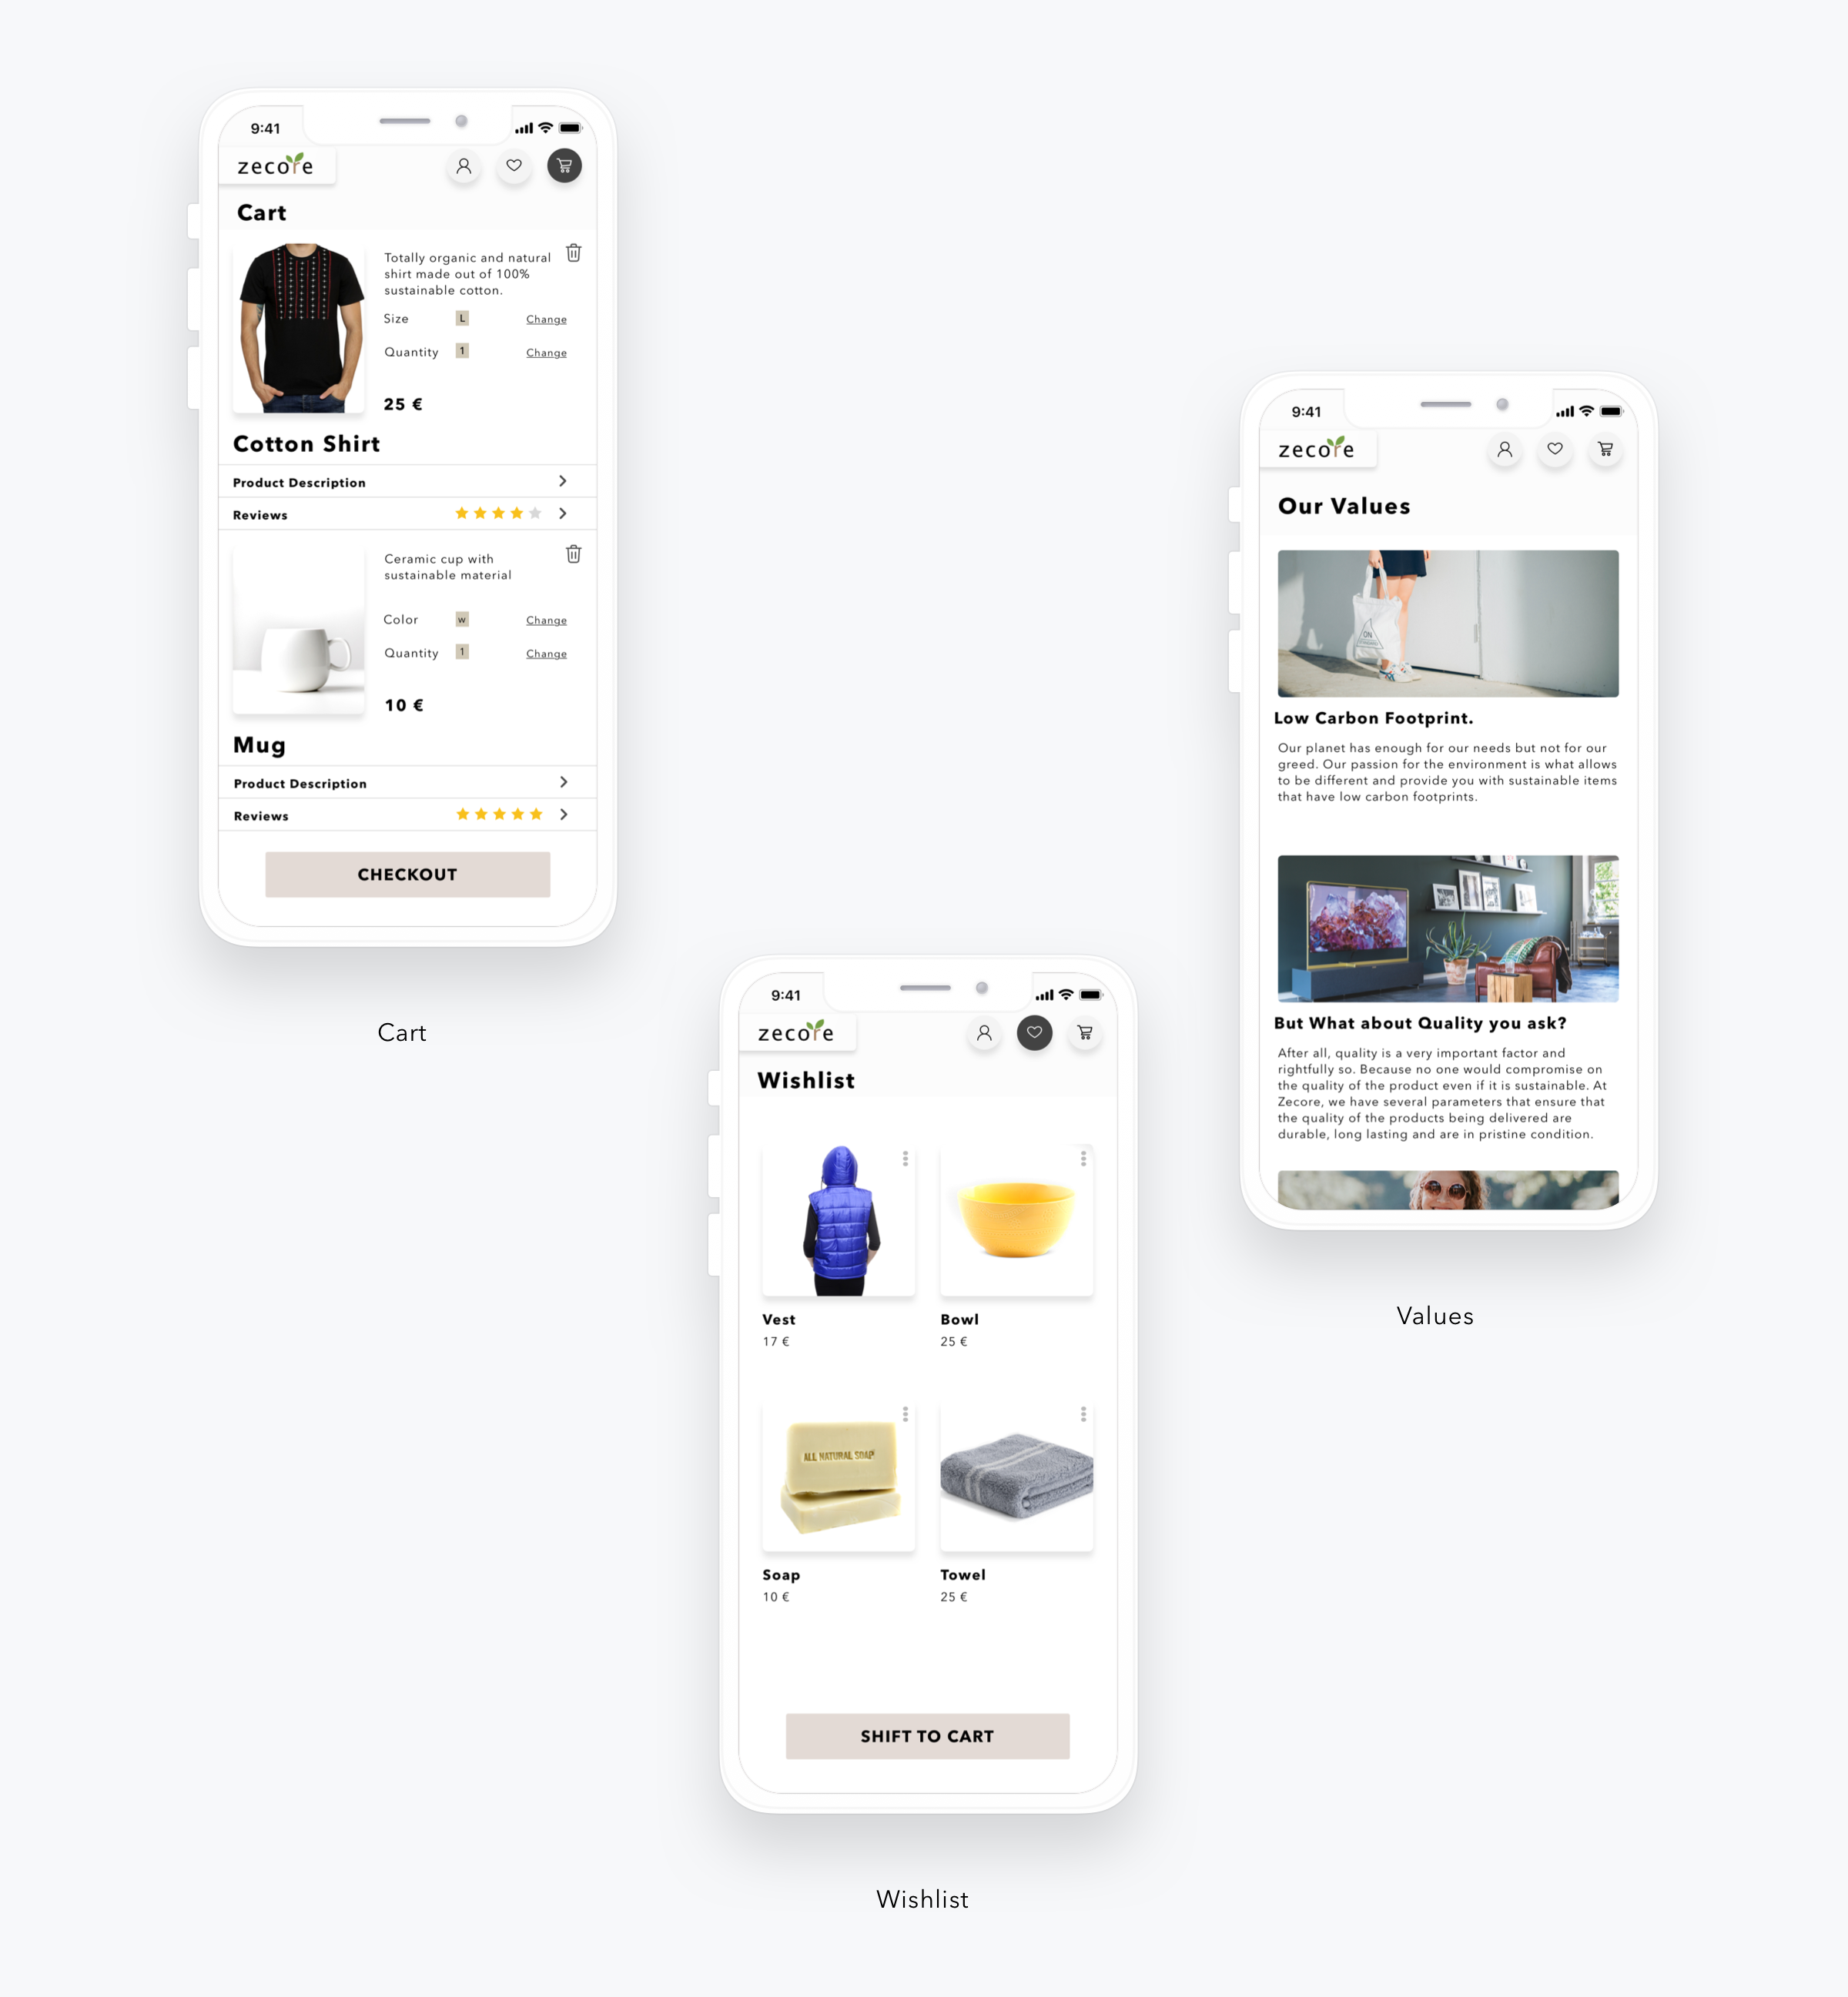 9:41
zecore
Cart
Totally organic and natural
shirt made out of 100%
sustainable cotton.
Size L Change
Quantity 1 Change
25 €
Cotton Shirt
Product Description
Reviews
Ceramic cup with
sustainable material
Color w Change
Quantity 1 Change
10 €
Mug
Product Description
Reviews
CHECKOUT
Cart
9:41
zecore
Wishlist
Vest
17 €
Bowl
25 €
ALL NATURAL SOAP
Soap
10 €
Towel
25 €
SHIFT TO CART
Wishlist
9:41
zecore
Our Values
ON
Low Carbon Footprint.
Our planet has enough for our needs but not for our
greed. Our passion for the environment is what allows
to be different and provide you with sustainable items
that have low carbon footprints.
But What about Quality you ask?
After all, quality is a very important factor and
rightfully so. Because no one would compromise on
the quality of the product even if it is sustainable. At
Zecore, we have several parameters that ensure that
the quality of the products being delivered are
durable, long lasting and are in pristine condition.
Values